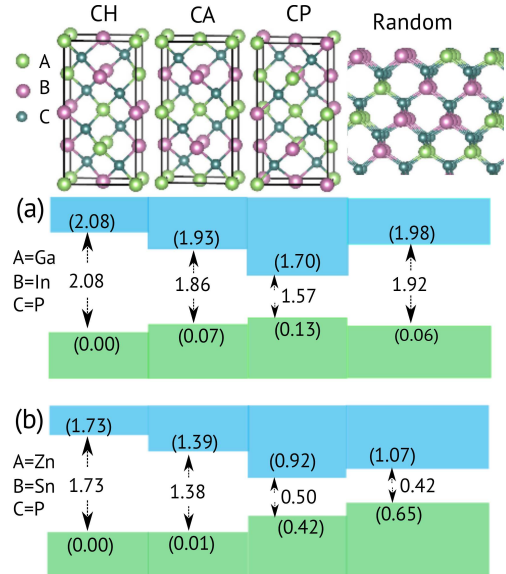 CH CA CP Random
A
B
C
(a)
(2.08) (1.93) (1.70) (1.98)
A=Ga
B=In
C=P
2.08 1.86 1.57 1.92
(0.00) (0.07) (0.13) (0.06)
(b)
(1.73) (1.39) (0.92) (1.07)
A=Zn
B=Sn
C=P
1.73 1.38 0.50 0.42
(0.00) (0.01) (0.42) (0.65)